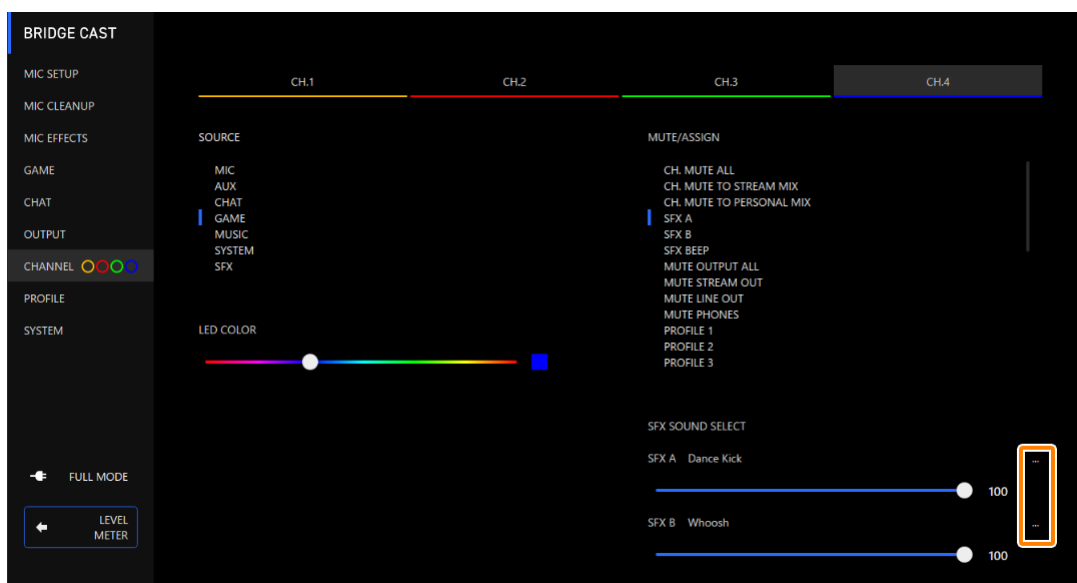 BRIDGE CAST
MIC SETUP
MIC CLEANUP
MIC EFFECTS
GAME
CHAT
OUTPUT
CHANNEL
PROFILE
SYSTEM
FULL MODE
LEVEL
METER
CH.1
CH.2
CH.3
CH.4
SOURCE
MIC
AUX
CHAT
GAME
MUSIC
SYSTEM
SFX
LED COLOR
MUTE/ASSIGN
CH. MUTE ALL
CH. MUTE TO STREAM MIX
CH. MUTE TO PERSONAL MIX
SFX A
SFX B
SFX BEEP
MUTE OUTPUT ALL
MUTE STREAM OUT
MUTE LINE OUT
MUTE PHONES
PROFILE 1
PROFILE 2
PROFILE 3
SFX SOUND SELECT
SFX A Dance Kick
...
100
SFX B Whoosh
...
100